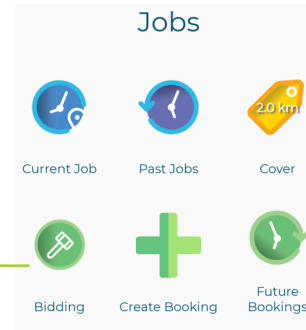 Jobs
2.0 km
Current Job
Past Jobs
Cover
Bidding
Create Booking
Future
Bookings